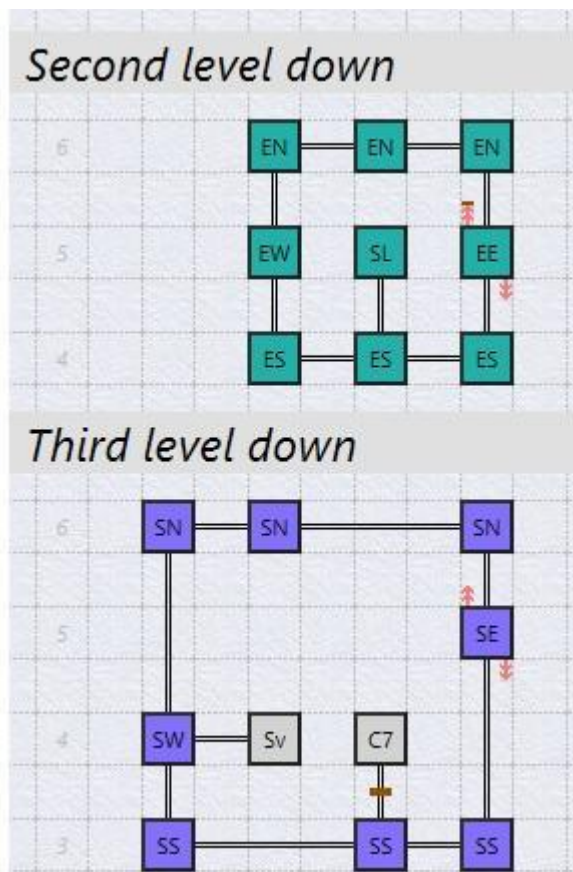 Second level down
6 EN EN EN
5 EW SL EE
4 ES ES ES
Third level down
6 SN SN SN
5 SE
4 SW Sv C7
3 SS SS SS